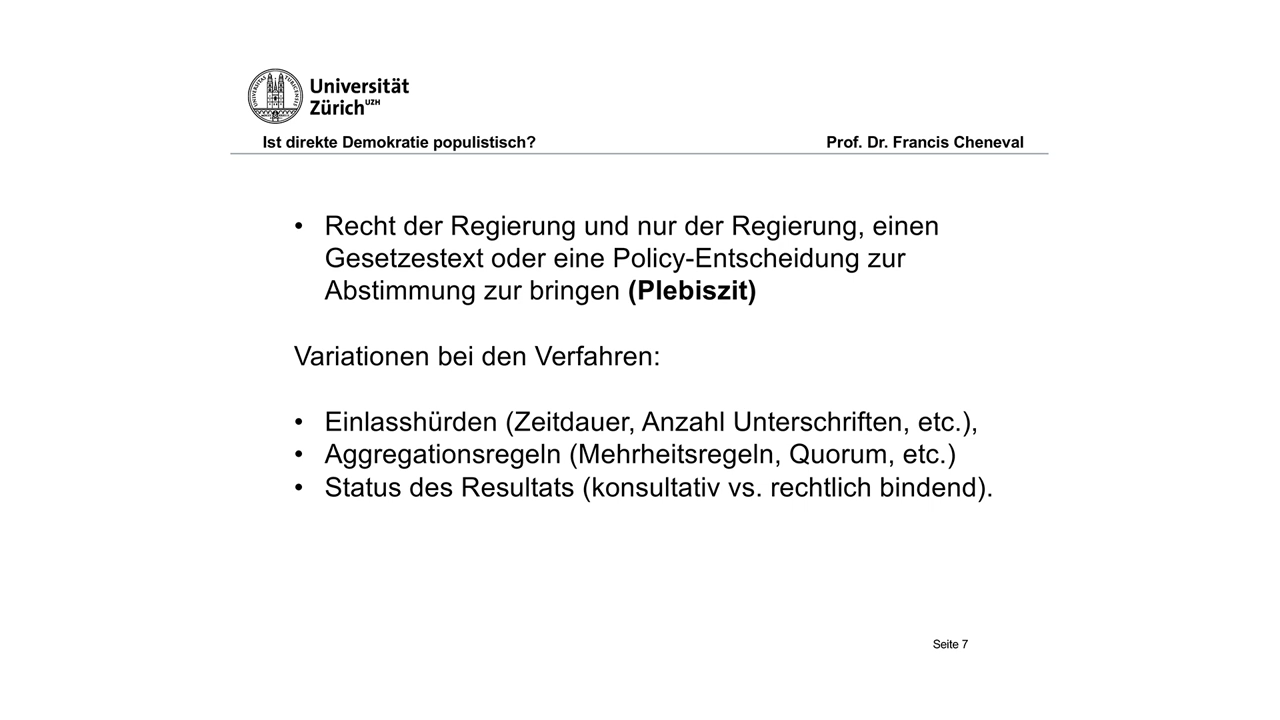 Universität
Zürich UZH
Ist direkte Demokratie populistisch? Prof. Dr. Francis Cheneval
• Recht der Regierung und nur der Regierung, einen
Gesetzestext oder eine Policy-Entscheidung zur
Abstimmung zur bringen (Plebiszit)
Variationen bei den Verfahren:
• Einlasshürden (Zeitdauer, Anzahl Unterschriften, etc.),
• Aggregationsregeln (Mehrheitsregeln, Quorum, etc.)
• Status des Resultats (konsultativ vs. rechtlich bindend).
Seite 7